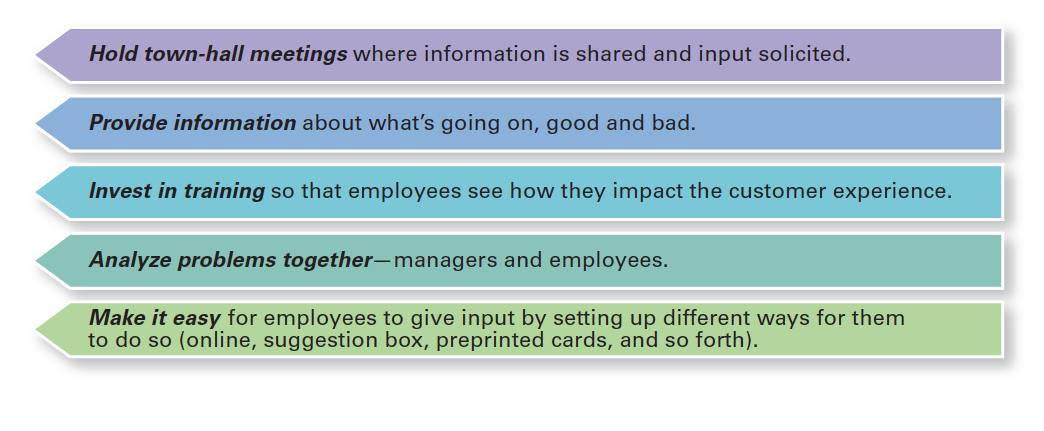 Hold town-hall meetings where information is shared and input solicited.
Provide information about what’s going on, good and bad.
Invest in training so that employees see how they impact the customer experience.
Analyze problems together—managers and employees.
Make it easy for employees to give input by setting up different ways for them
to do so (online, suggestion box, preprinted cards, and so forth).